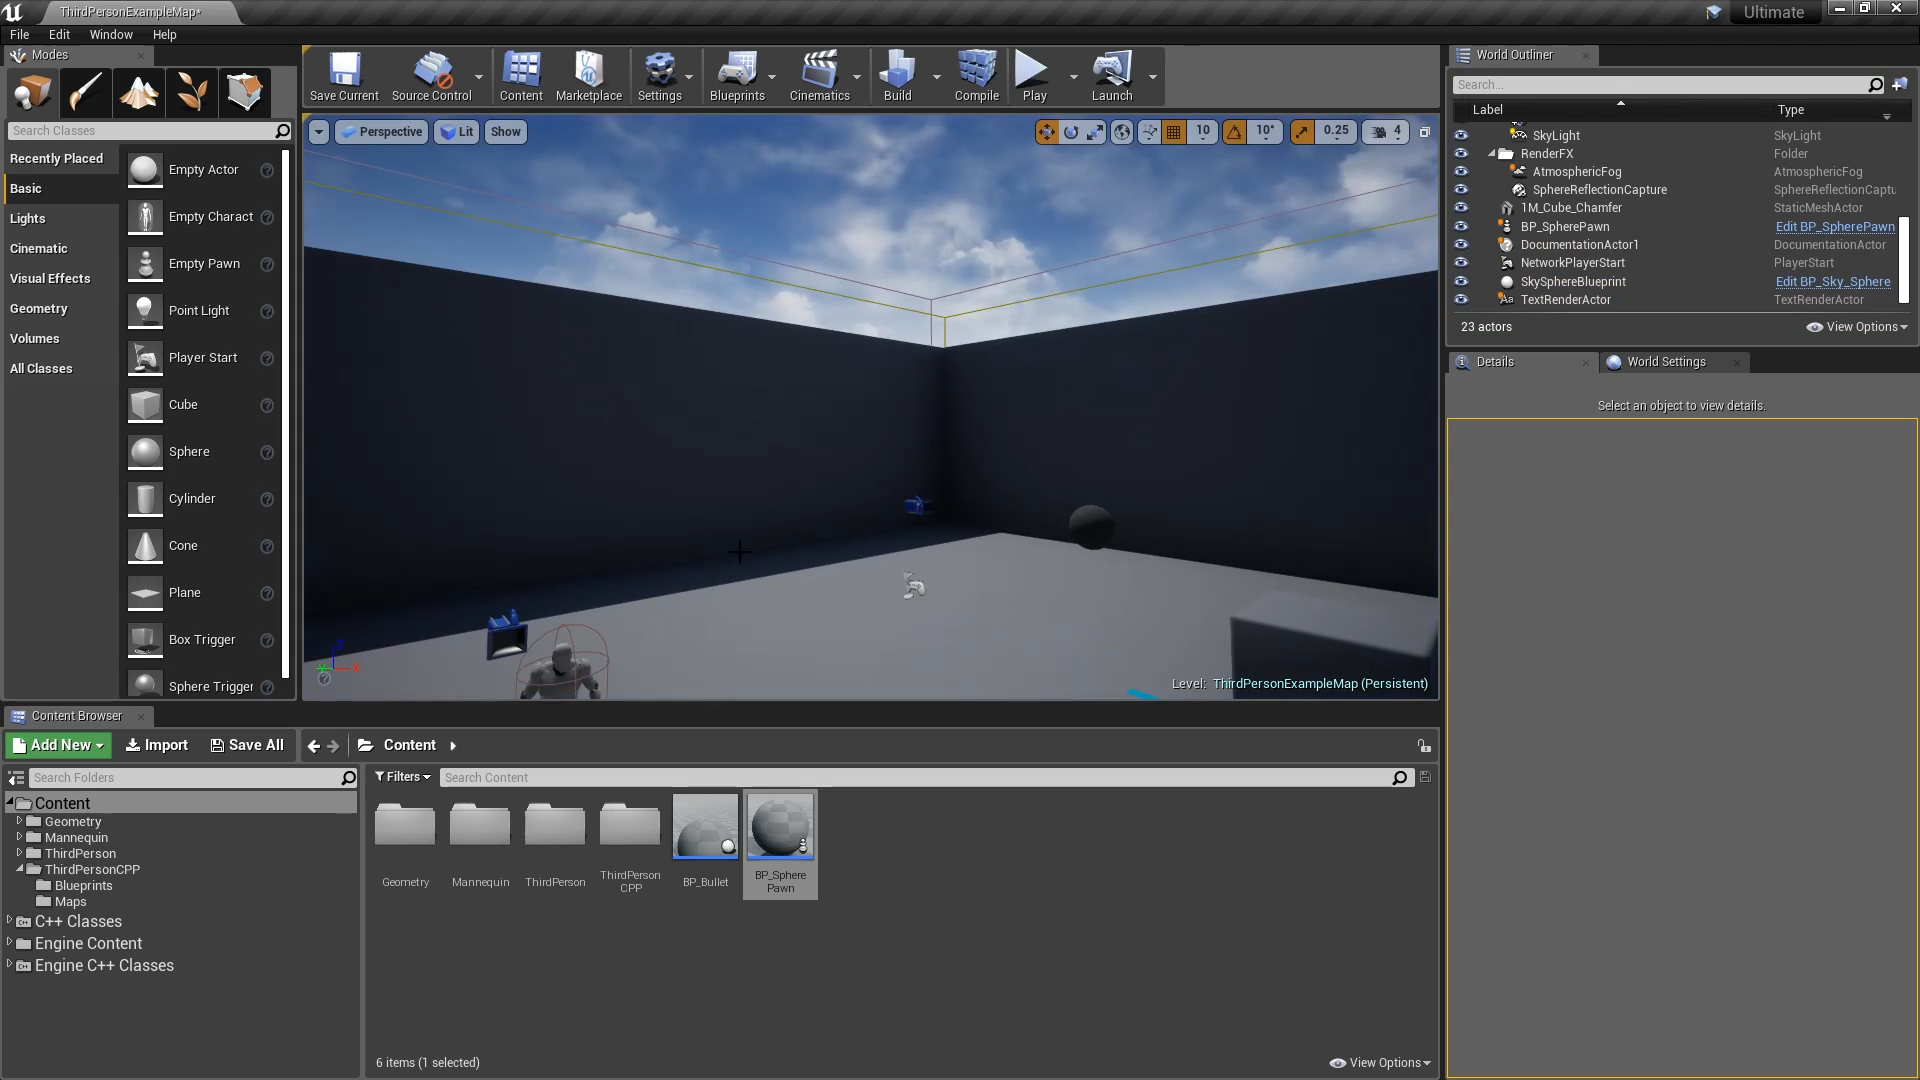 ThirdPersonExampleMap*
Ultimate
File Edit Window Help
Modes
Search Classes
Recently Placed
Basic
Lights
Cinematic
Visual Effects
Geometry
Volumes
All Classes
Empty Actor
Empty Charact
Empty Pawn
Point Light
Player Start
Cube
Sphere
Cylinder
Cone
Plane
Box Trigger
Sphere Trigger
Save Current Source Control Content Marketplace Settings Blueprints Cinematics Build Compile Play Launch
Perspective Lit Show
10 10° 0.25 4
Level: ThirdPersonExampleMap (Persistent)
World Outliner
Search...
Label Type
SkyLight SkyLight
RenderFX Folder
AtmosphericFog AtmosphericFog
SphereReflectionCapture SphereReflectionCaptu
1M_Cube_Chamfer StaticMeshActor
BP_SpherePawn Edit BP_SpherePawn
DocumentationActor1 DocumentationActor
NetworkPlayerStart PlayerStart
SkySphereBlueprint Edit BP_Sky_Sphere
TextRenderActor TextRenderActor
23 actors View Options
Details World Settings
Select an object to view details.
Content Browser
Add New Import Save All Content
Search Folders
Content
Geometry
Mannequin
ThirdPerson
ThirdPersonCPP
Blueprints
Maps
C++ Classes
Engine Content
Engine C++ Classes
Filters Search Content
Geometry
Mannequin
ThirdPerson
ThirdPerson
CPP
BP_Bullet
BP_Sphere
Pawn
6 items (1 selected) View Options